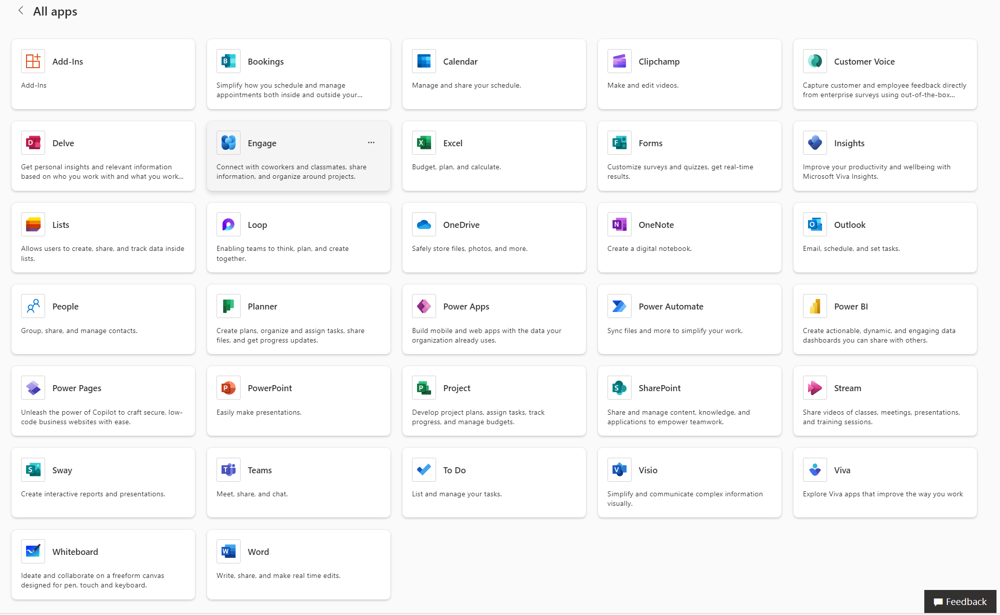 All apps
Add-Ins
Add-Ins
B
Bookings
Simplify how you schedule and manage
appointments both inside and outside your...
Calendar
Manage and share your schedule.
Clipchamp
Make and edit videos.
Customer Voice
Capture customer and employee feedback directly
from enterprise surveys using out-of-the-box...
D
Delve
Get personal insights and relevant information
based on who you work with and what you work...
Engage
...
Connect with coworkers and classmates, share
information, and organize around projects.
X
Excel
Budget, plan, and calculate.
F
Forms
Customize surveys and quizzes, get real-time
results.
Insights
Improve your productivity and wellbeing with
Microsoft Viva Insights.
Lists
Allows users to create, share, and track data inside
lists.
Loop
Enabling teams to think, plan, and create
together.
OneDrive
Safely store files, photos, and more.
N
OneNote
Create a digital notebook.
O
Outlook
Email, schedule, and set tasks.
People
Group, share, and manage contacts.
Planner
Create plans, organize and assign tasks, share
files, and get progress updates.
Power Apps
Build mobile and web apps with the data your
organization already uses.
Power Automate
Sync files and more to simplify your work.
Power BI
Create actionable, dynamic, and engaging data
dashboards you can share with others.
Power Pages
Unleash the power of Copilot to craft secure, low-
code business websites with ease.
P
PowerPoint
Easily make presentations.
P
Project
Develop project plans, assign tasks, track
progress, and manage budgets.
S
SharePoint
Share and manage content, knowledge, and
applications to empower teamwork.
Stream
Share videos of classes, meetings, presentations,
and training sessions.
S
Sway
Create interactive reports and presentations.
T
Teams
Meet, share, and chat.
To Do
List and manage your tasks.
V
Visio
Simplify and communicate complex information
visually.
Viva
Explore Viva apps that improve the way you work
Whiteboard
Ideate and collaborate on a freeform canvas
designed for pen, touch and keyboard.
W
Word
Write, share, and make real time edits.
Feedback